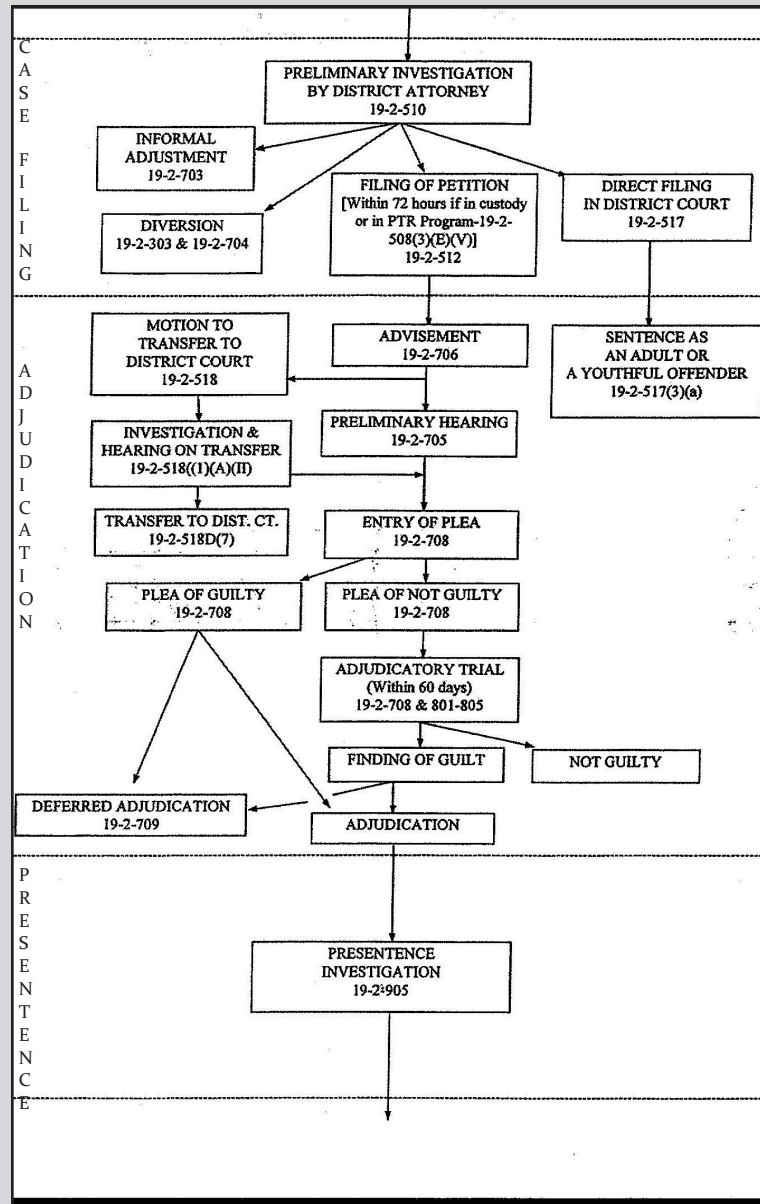 CASE FILING
PRELIMINARY INVESTIGATION
BY DISTRICT ATTORNEY
19-2-510
INFORMAL
ADJUSTMENT
19-2-703
DIVERSION
19-2-303 & 19-2-704
FILING OF PETITION
[Within 72 hours if in custody
or in PTR Program-19-2-
508(3)(E)(V)]
19-2-512
DIRECT FILING
IN DISTRICT COURT
19-2-517
ADJUDICATION
MOTION TO
TRANSFER TO
DISTRICT COURT
19-2-518
ADVISEMENT
19-2-706
SENTENCE AS
AN ADULT OR
A YOUTHFUL OFFENDER
19-2-517(3)(a)
INVESTIGATION &
HEARING ON TRANSFER
19-2-518((1)(A)(II)
PRELIMINARY HEARING
19-2-705
TRANSFER TO DIST. CT.
19-2-518D(7)
ENTRY OF PLEA
19-2-708
PLEA OF GUILTY
19-2-708
PLEA OF NOT GUILTY
19-2-708
ADJUDICATORY TRIAL
(Within 60 days)
19-2-708 & 801-805
FINDING OF GUILT
NOT GUILTY
DEFERRED ADJUDICATION
19-2-709
ADJUDICATION
PRESENTENCE
PRESENTENCE
INVESTIGATION
19-2-905